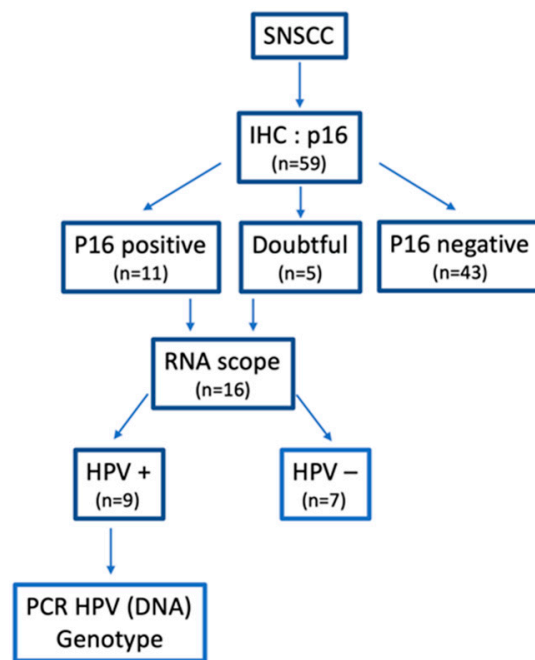 SNSCC
IHC : p16
(n=59)
P16 positive
(n=11)
Doubtful
(n=5)
P16 negative
(n=43)
RNA scope
(n=16)
HPV +
(n=9)
HPV –
(n=7)
PCR HPV (DNA)
Genotype